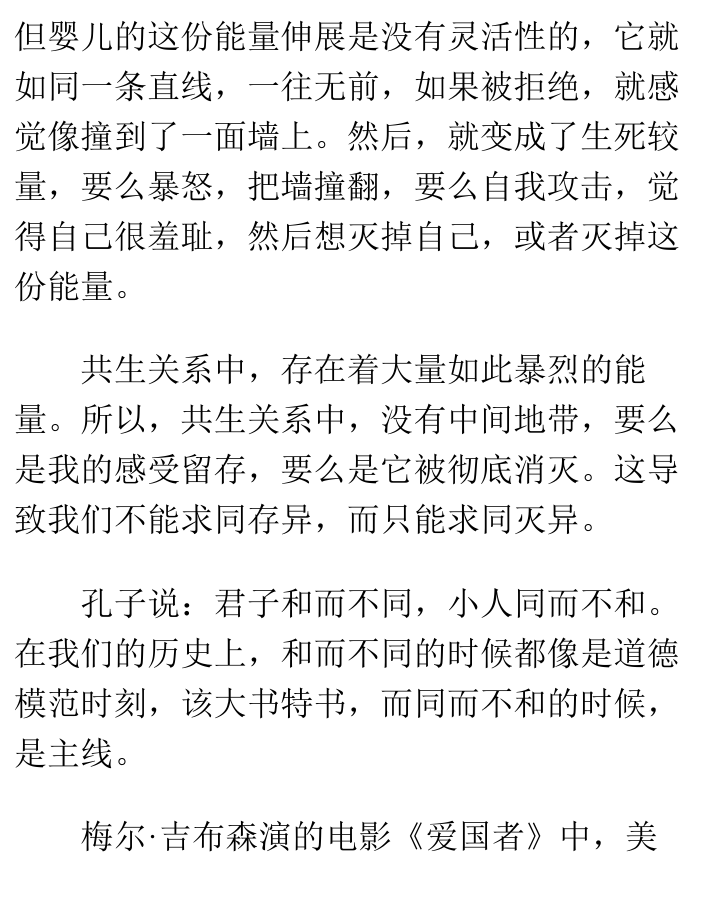 但婴儿的这份能量伸展是没有灵活性的，它就
如同一条直线，一往无前，如果被拒绝，就感
觉像撞到了一面墙上。然后，就变成了生死较
量，要么暴怒，把墙撞翻，要么自我攻击，觉
得自己很羞耻，然后想灭掉自己，或者灭掉这
份能量。
共生关系中，存在着大量如此暴烈的能
量。所以，共生关系中，没有中间地带，要么
是我的感受留存，要么是它被彻底消灭。这导
致我们不能求同存异，而只能求同灭异。
孔子说：君子和而不同，小人同而不和。
在我们的历史上，和而不同的时候都像是道德
模范时刻，该大书特书，而同而不和的时候，
是主线。
梅尔·吉布森演的电影《爱国者》中，美